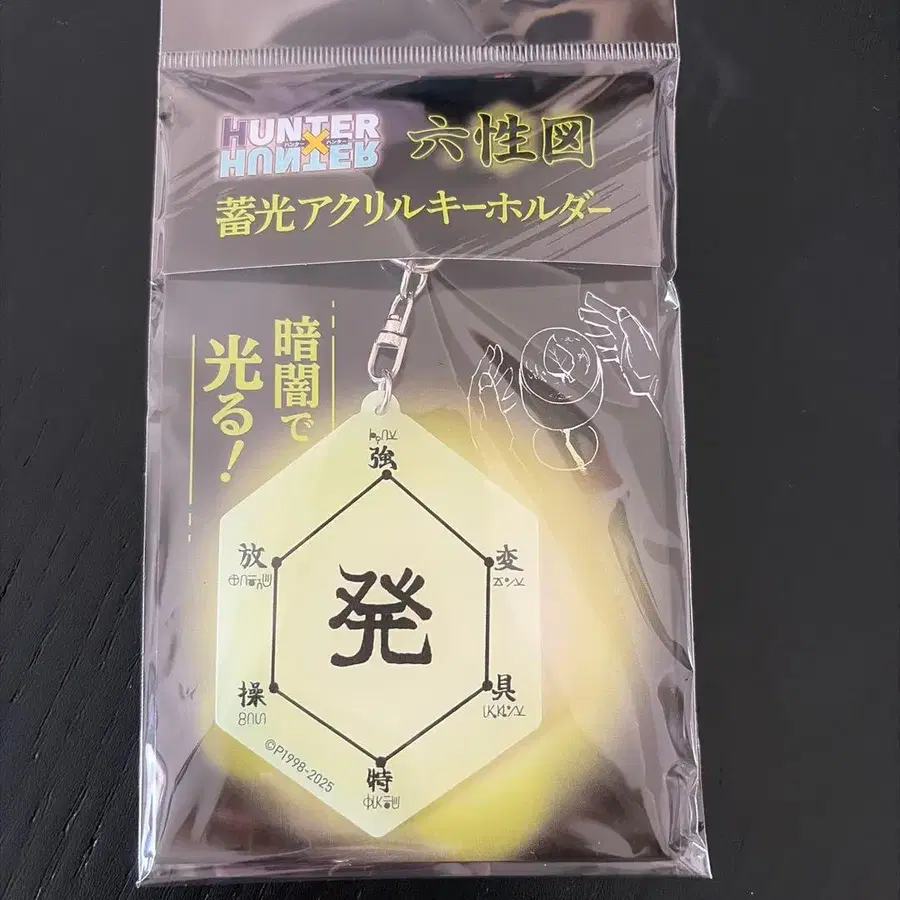 HUNTER×HUNTER
ハンター ハンター
六性図
蓄光アクリルキーホルダー
暗闇で
光る!
強
放
変
発
操
具
特
©P1998-2025